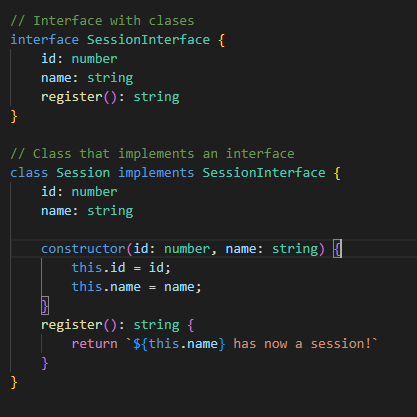 // Interface with clases
interface SessionInterface {
    id: number
    name: string
    register(): string
}
// Class that implements an interface
class Session implements SessionInterface {
    id: number
    name: string
    constructor(id: number, name: string) {
        this.id = id;
        this.name = name;
    }
    register(): string {
        return `${this.name} has now a session!`
    }
}